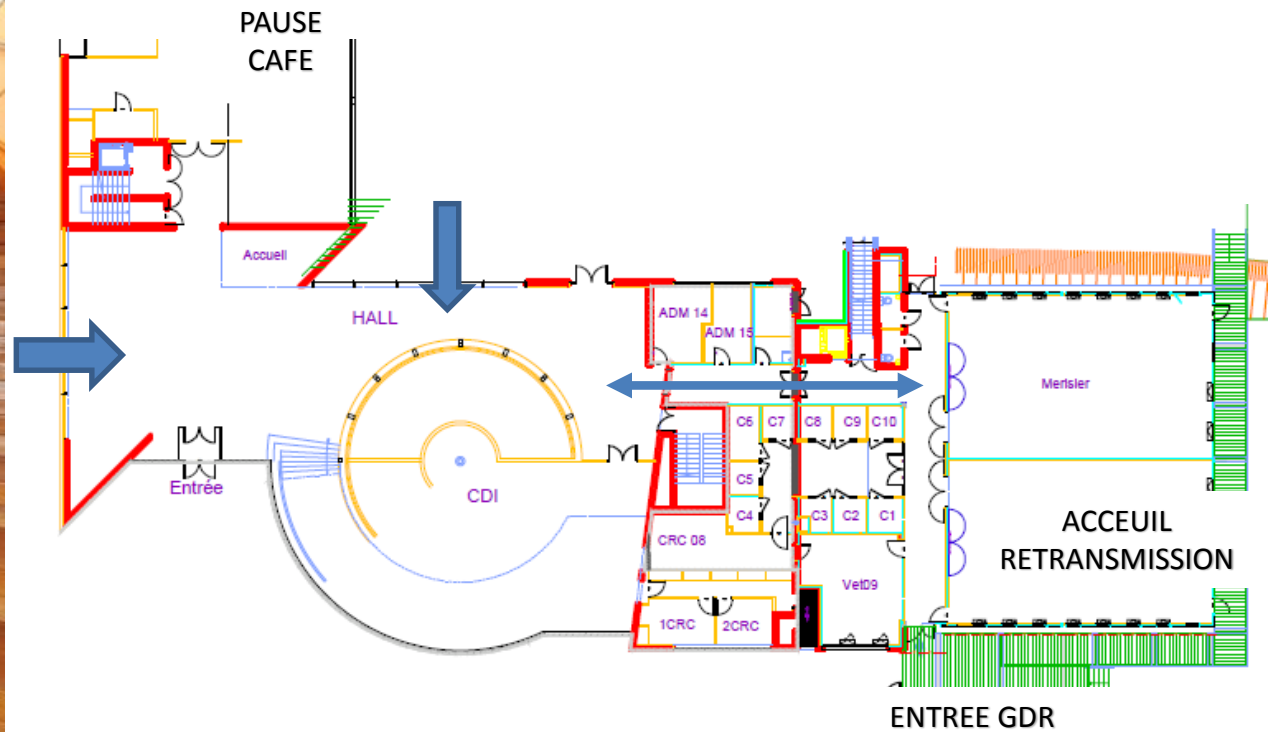 PAUSE
CAFE
Accueil
HALL
ADM 14
ADM 15
Merisier
C6
C7
C8
C9
C10
Entrée
CDI
C5
C4
C3
C2
C1
CRC 08
ACCEUIL
RETRANSMISSION
Vet09
1CRC
2CRC
ENTREE GDR